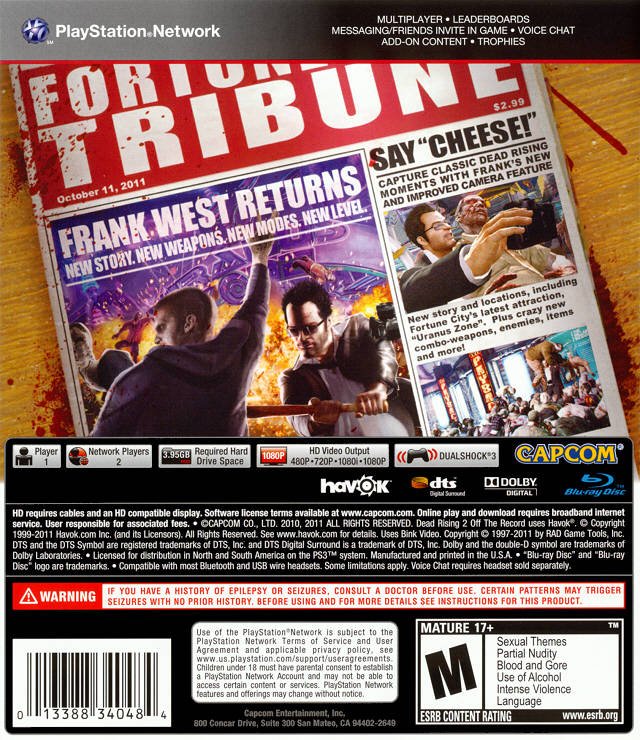 PlayStation®Network
SM
MULTIPLAYER • LEADERBOARDS
MESSAGING/FRIENDS INVITE IN GAME • VOICE CHAT
ADD-ON CONTENT • TROPHIES
TRIBUNE
$2.99
October 11, 2011
FRANK WEST RETURNS
NEW STORY. NEW WEAPONS. NEW MODES. NEW LEVEL.
SAY "CHEESE!"
CAPTURE CLASSIC DEAD RISING
MOMENTS WITH FRANK'S NEW
AND IMPROVED CAMERA FEATURE
New story and locations, including
Fortune City's latest attraction,
"Uranus Zone". Plus crazy new
combo-weapons, enemies, items
and more!
Player
1
Network Players
2
3.95GB
Required Hard
Drive Space
1080P
HD Video Output
480P•720P•1080i•1080P
DUALSHOCK®3
CAPCOM
havok
dts
Digital Surround
DOLBY
DIGITAL
Blu-ray Disc
HD requires cables and an HD compatible display. Software license terms available at www.capcom.com. Online play and download requires broadband internet
service. User responsible for associated fees. • ©CAPCOM CO., LTD. 2010, 2011 ALL RIGHTS RESERVED. Dead Rising 2 Off The Record uses Havok®. © Copyright
1999-2011 Havok.com Inc. (and its Licensors). All Rights Reserved. See www.havok.com for details. Uses Bink Video. Copyright © 1997-2011 by RAD Game Tools, Inc.
DTS and the DTS Symbol are registered trademarks of DTS, Inc. and DTS Digital Surround is a trademark of DTS, Inc. Dolby and the double-D symbol are trademarks of
Dolby Laboratories. • Licensed for distribution in North and South America on the PS3™ system. Manufactured and printed in the U.S.A. • "Blu-ray Disc" and "Blu-ray
Disc" logo are trademarks. • Compatible with most Bluetooth and USB wire headsets. Some limitations apply. Voice Chat requires headset sold separately.
WARNING
IF YOU HAVE A HISTORY OF EPILEPSY OR SEIZURES, CONSULT A DOCTOR BEFORE USE. CERTAIN PATTERNS MAY TRIGGER
SEIZURES WITH NO PRIOR HISTORY. BEFORE USING AND FOR MORE DETAILS SEE INSTRUCTIONS FOR THIS PRODUCT.
Use of the PlayStation®Network is subject to the
PlayStation Network Terms of Service and User
Agreement and applicable privacy policy, see
www.us.playstation.com/support/useragreements.
Children under 18 must have parental consent to establish
a PlayStation Network Account and may not be able to
access certain content or services. PlayStation Network
features and offerings may change without notice.
Capcom Entertainment, Inc.
800 Concar Drive, Suite 300 San Mateo, CA 94402-2649
0 13388 34048 4
MATURE 17+
TM
M
Sexual Themes
Partial Nudity
Blood and Gore
Use of Alcohol
Intense Violence
Language
ESRB CONTENT RATING
www.esrb.org